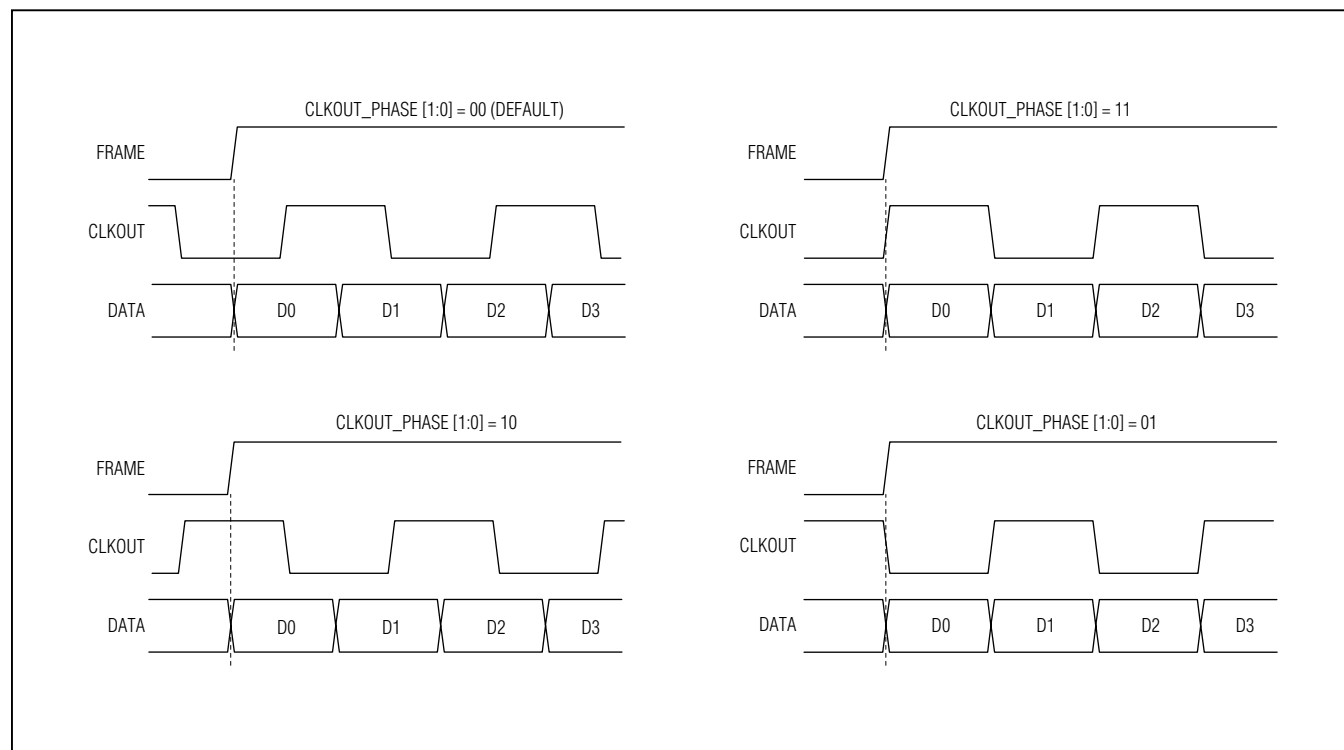 CLKOUT_PHASE [1:0] = 00 (DEFAULT)
FRAME
CLKOUT
DATA
D0 D1 D2 D3
CLKOUT_PHASE [1:0] = 11
FRAME
CLKOUT
DATA
D0 D1 D2 D3
CLKOUT_PHASE [1:0] = 10
FRAME
CLKOUT
DATA
D0 D1 D2 D3
CLKOUT_PHASE [1:0] = 01
FRAME
CLKOUT
DATA
D0 D1 D2 D3